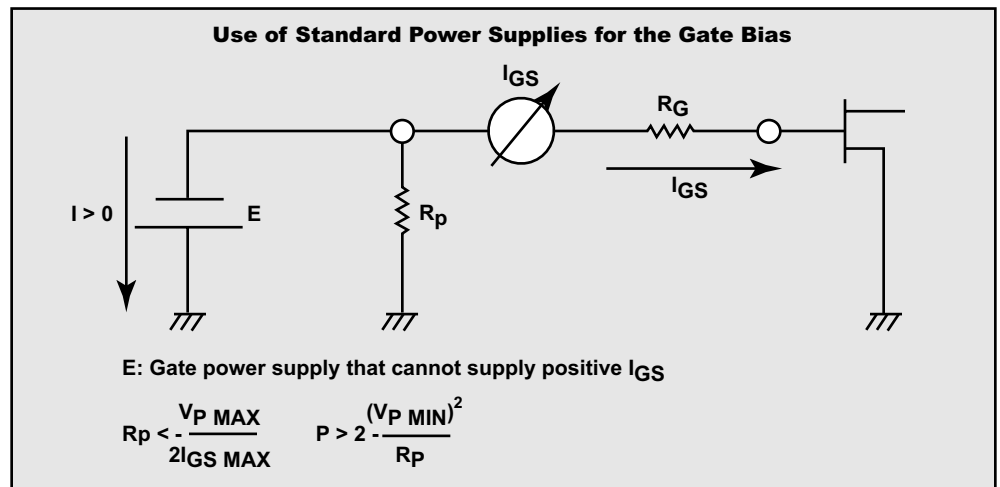 Use of Standard Power Supplies for the Gate Bias
IGS
RG
IGS
I > 0
E
Rp
E: Gate power supply that cannot supply positive IGS
Rp < - VP MAX / 2IGS MAX    P > 2 - (VP MIN)² / RP